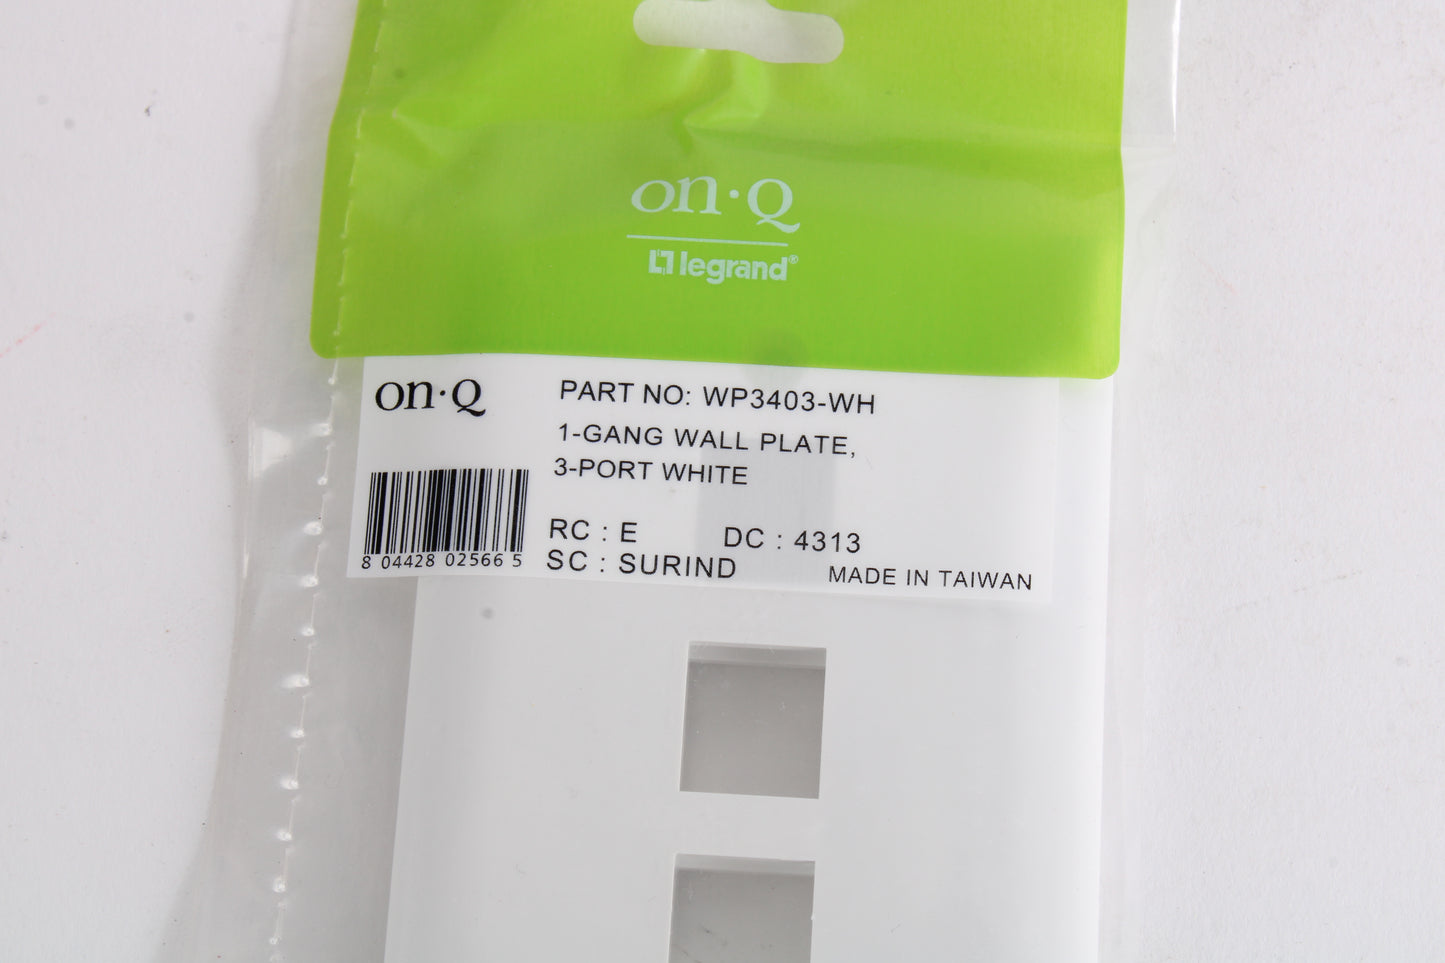 on·Q
legrand®
on·Q
PART NO: WP3403-WH
1-GANG WALL PLATE,
3-PORT WHITE
RC : E DC : 4313
SC : SURIND
MADE IN TAIWAN
8 04428 02566 5